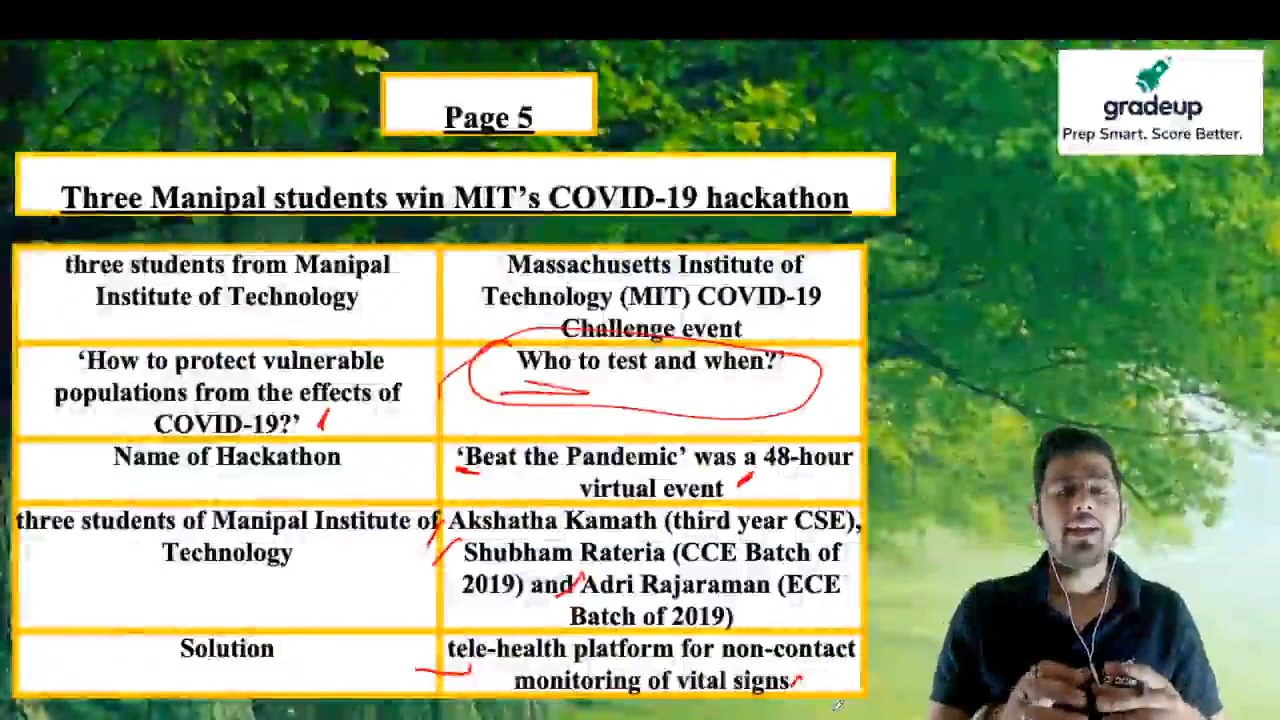 Page 5
gradeup
Prep Smart. Score Better.
Three Manipal students win MIT’s COVID-19 hackathon
three students from Manipal
Institute of Technology
Massachusetts Institute of
Technology (MIT) COVID-19
Challenge event
‘How to protect vulnerable
populations from the effects of
COVID-19?’
Who to test and when?’
Name of Hackathon
‘Beat the Pandemic’ was a 48-hour
virtual event
three students of Manipal Institute of
Technology
Akshatha Kamath (third year CSE),
Shubham Rateria (CCE Batch of
2019) and Adri Rajaraman (ECE
Batch of 2019)
Solution
tele-health platform for non-contact
monitoring of vital signs